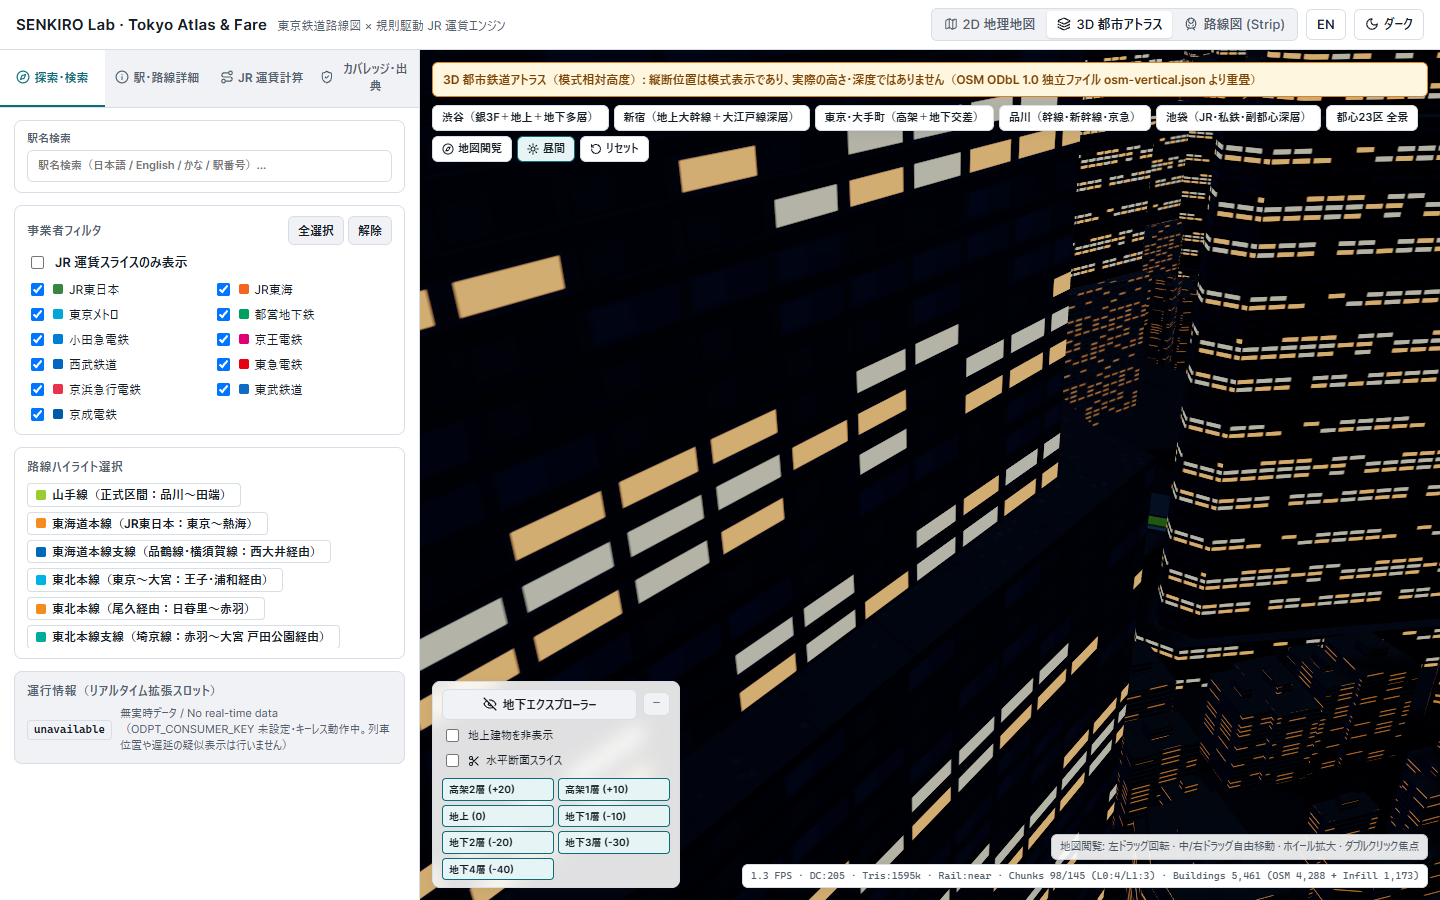 SENKIRO Lab · Tokyo Atlas & Fare 東京鉄道路線図 × 規則駆動 JR 運賃エンジン
2D 地理地図 3D 都市アトラス 路線図 (Strip) EN ダーク
探索・検索 駅・路線詳細 JR 運賃計算 カバレッジ・出典
駅名検索
駅名検索（日本語 / English / かな / 駅番号）...
事業者フィルタ 全選択 解除
JR 運賃スライスのみ表示
JR東日本 JR東海
東京メトロ 都営地下鉄
小田急電鉄 京王電鉄
西武鉄道 東急電鉄
京浜急行電鉄 東武鉄道
京成電鉄
路線ハイライト選択
山手線（正式区間：品川～田端）
東海道本線（JR東日本：東京～熱海）
東海道本線支線（品鶴線・横須賀線：西大井経由）
東北本線（東京～大宮：王子・浦和経由）
東北本線（尾久経由：日暮里～赤羽）
東北本線支線（埼京線：赤羽～大宮 戸田公園経由）
運行情報（リアルタイム拡張スロット）
unavailable
無実時データ / No real-time data
（ODPT_CONSUMER_KEY 未設定・キーレス動作中。列車
位置や遅延の疑似表示は行いません）
3D 都市鉄道アトラス（模式相対高度）: 縦断位置は模式表示であり、実際の高さ・深度ではありません（OSM ODbL 1.0 独立ファイル osm-vertical.json より重畳）
渋谷（銀3F＋地上＋地下多層） 新宿（地上大幹線＋大江戸線深層） 東京・大手町（高架＋地下交差） 品川（幹線・新幹線・京急） 池袋（JR・私鉄・副都心深層） 都心23区 全景
地図閲覧 昼間 リセット
地下エクスプローラー −
地上建物を非表示
水平断面スライス
高架2層 (+20) 高架1層 (+10)
地上 (0) 地下1層 (-10)
地下2層 (-20) 地下3層 (-30)
地下4層 (-40)
地図閲覧: 左ドラッグ回転 · 中/右ドラッグ自由移動 · ホイール拡大 · ダブルクリック焦点
1.3 FPS · DC:205 · Tris:1595k · Rail:near · Chunks 98/145 (L0:4/L1:3) · Buildings 5,461 (OSM 4,288 + Infill 1,173)